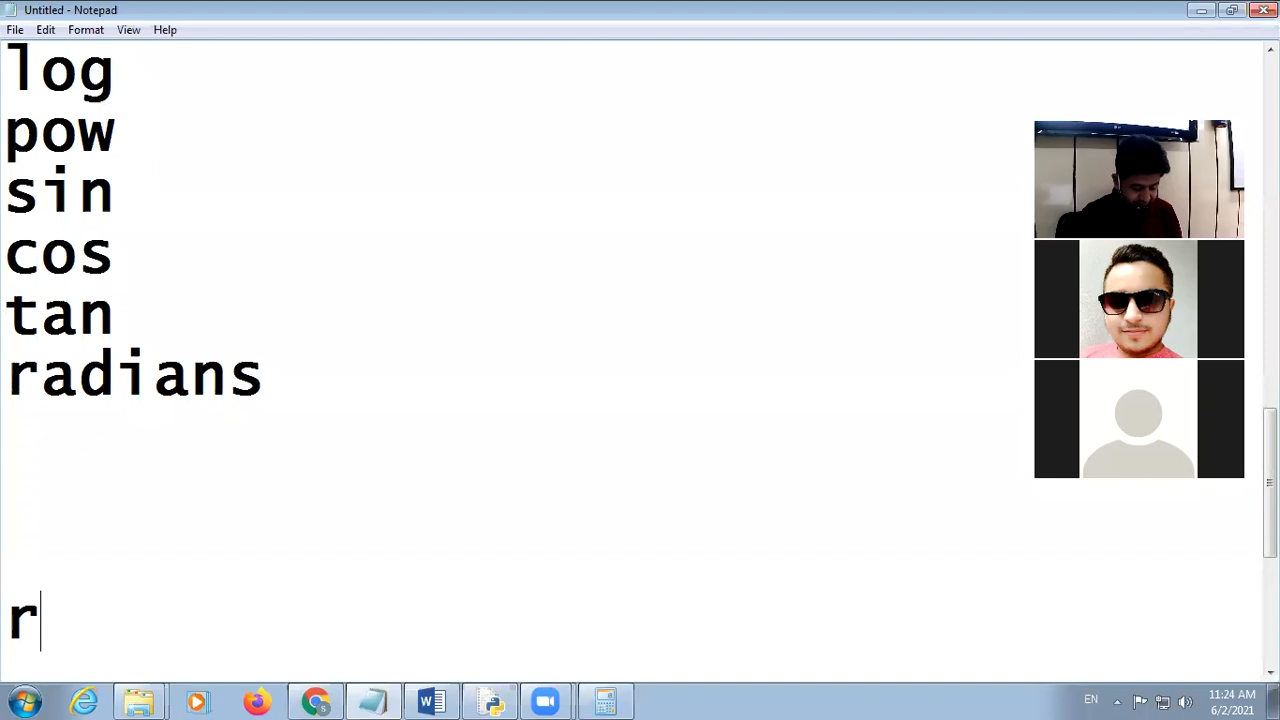 Untitled - Notepad
File Edit Format View Help
log
pow
sin
cos
tan
radians
r
EN
11:24 AM
6/2/2021